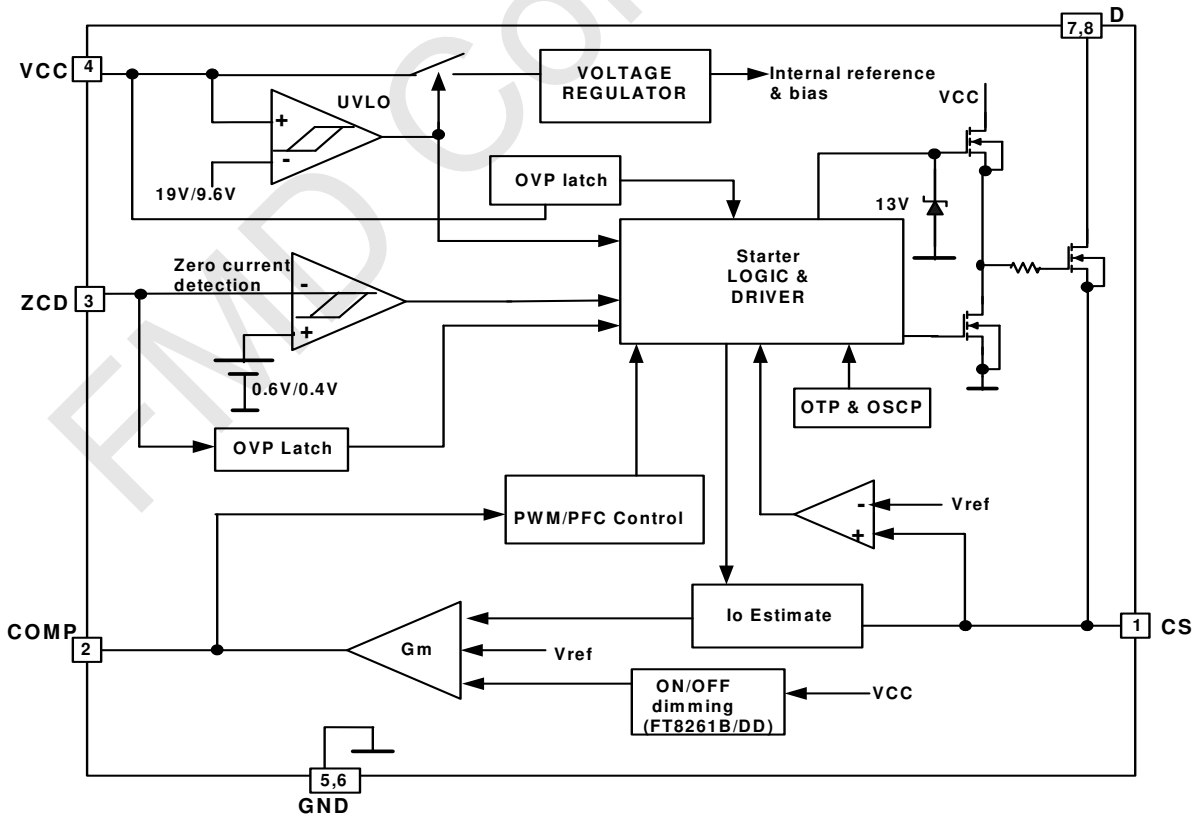 FMD Con
D
7,8
VCC
4
VOLTAGE
REGULATOR
Internal reference
& bias
VCC
UVLO
+
-
19V/9.6V
OVP latch
13V
Starter
LOGIC &
DRIVER
Zero current
detection
ZCD
3
-
+
0.6V/0.4V
OTP & OSCP
OVP Latch
PWM/PFC Control
-
+
Vref
COMP
2
Gm
Io Estimate
1
CS
Vref
ON/OFF
dimming
(FT8261B/DD)
VCC
5,6
GND